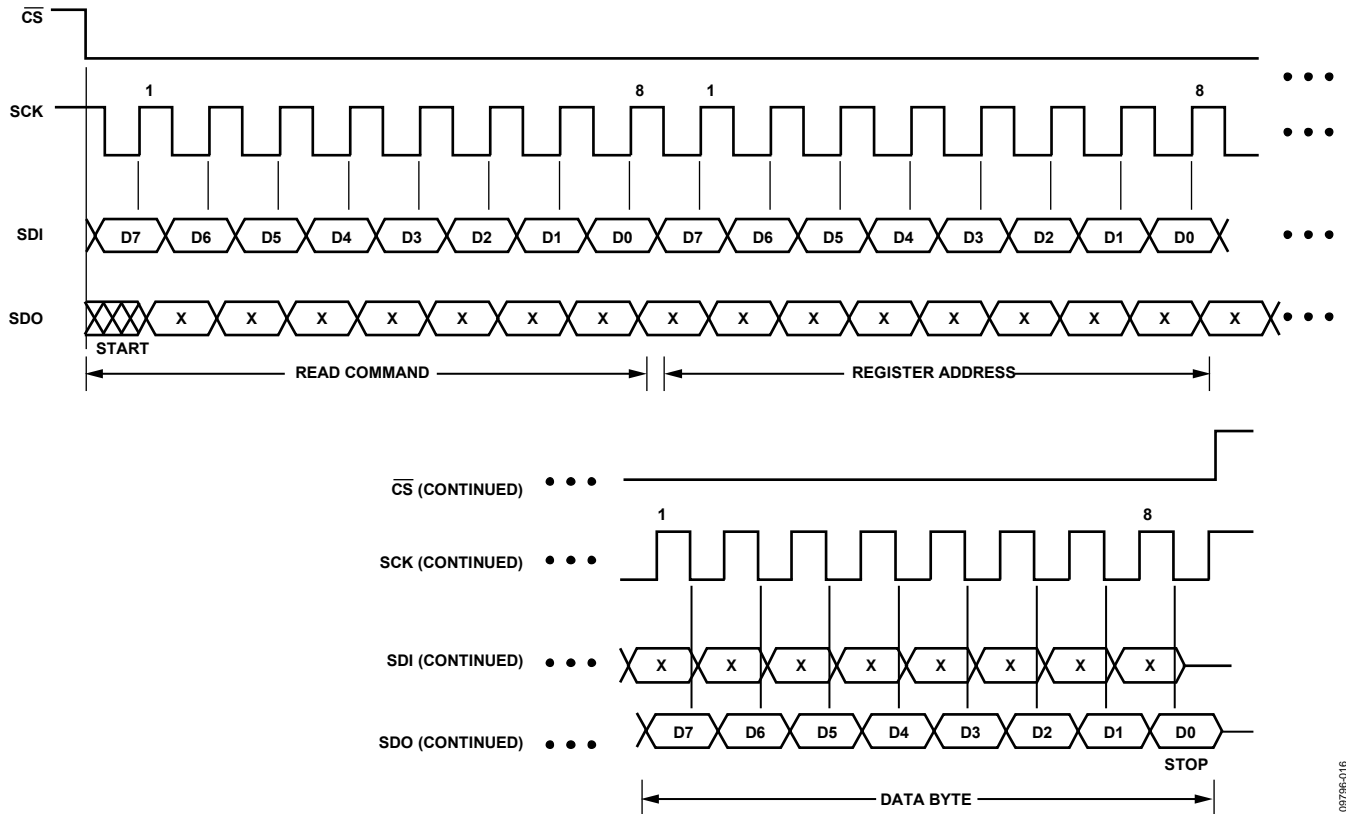 CS
1 8 1 8
SCK
SDI D7 D6 D5 D4 D3 D2 D1 D0 D7 D6 D5 D4 D3 D2 D1 D0
SDO X X X X X X X X X X X X X X X X
START
READ COMMAND REGISTER ADDRESS
CS (CONTINUED)
1 8
SCK (CONTINUED)
SDI (CONTINUED) X X X X X X X X
SDO (CONTINUED) D7 D6 D5 D4 D3 D2 D1 D0
STOP
DATA BYTE
09796-016